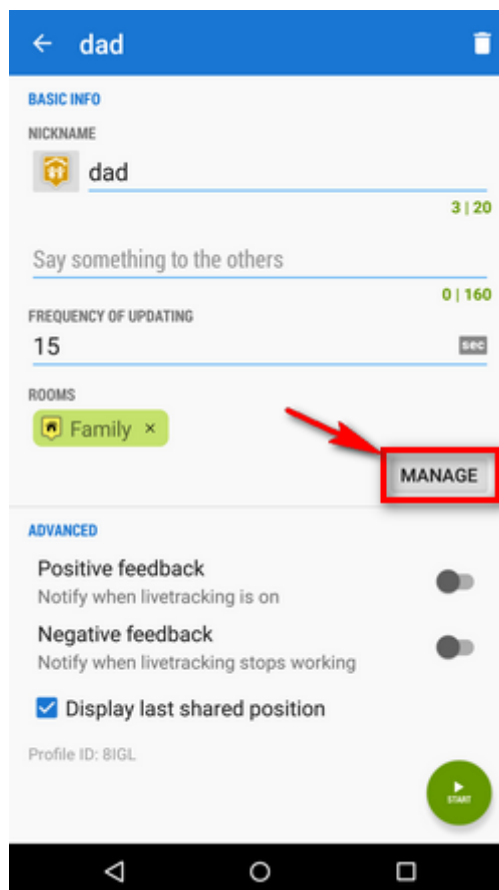 dad
BASIC INFO
NICKNAME
dad
3 | 20
Say something to the others
0 | 160
FREQUENCY OF UPDATING
15 sec
ROOMS
Family ×
MANAGE
ADVANCED
Positive feedback
Notify when livetracking is on
Negative feedback
Notify when livetracking stops working
Display last shared position
Profile ID: 8IGL
START